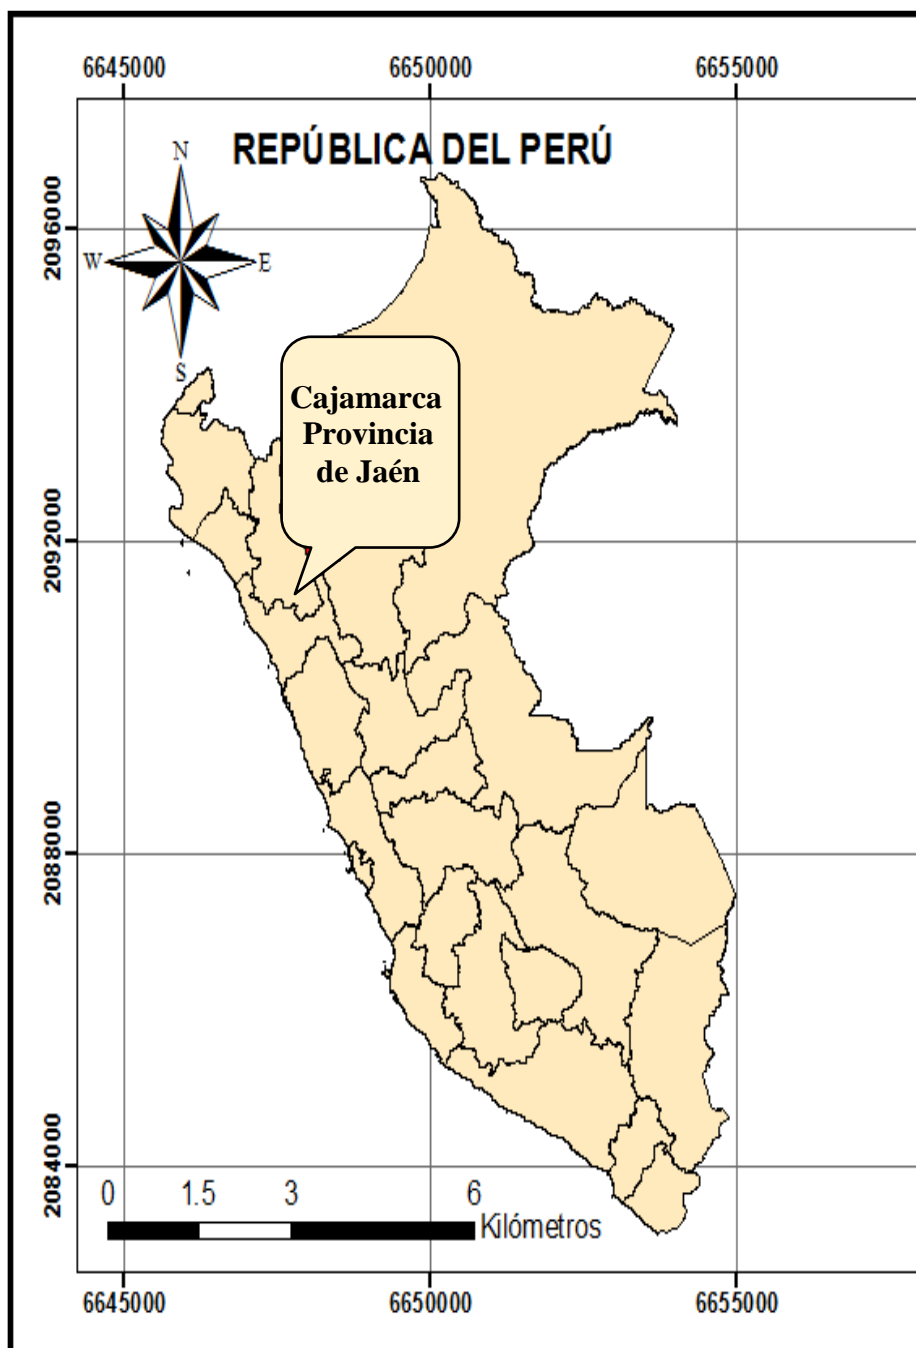 6645000 6650000 6655000
REPÚBLICA DEL PERÚ
N
W E
S
2096000
2092000
2088000
2084000
Cajamarca
Provincia
de Jaén
0 1.5 3 6
Kilómetros
6645000 6650000 6655000